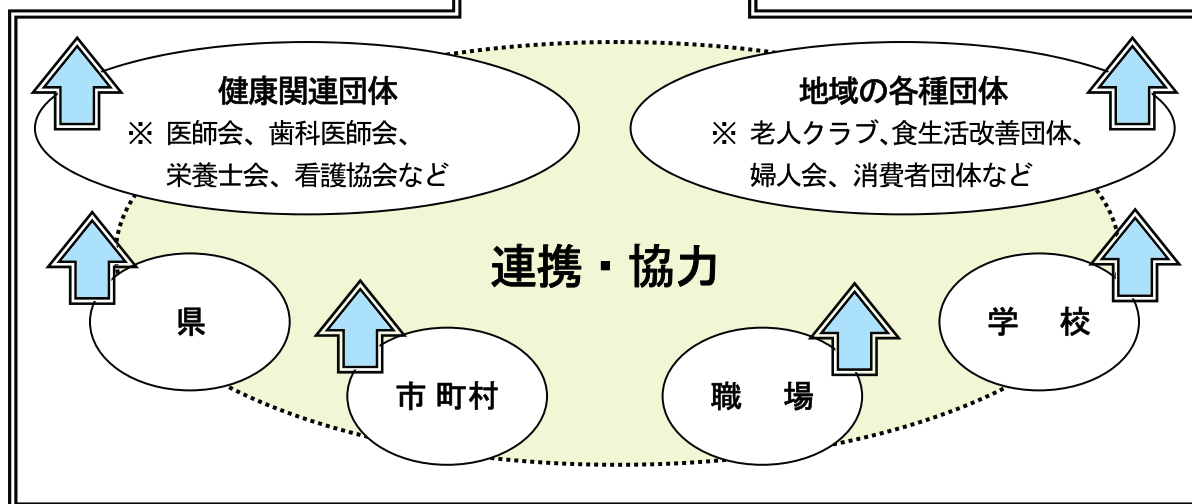 健康関連団体
※ 医師会、歯科医師会、
栄養士会、看護協会など
地域の各種団体
※ 老人クラブ、食生活改善団体、
婦人会、消費者団体など
連携・協力
県
市町村
職 場
学 校